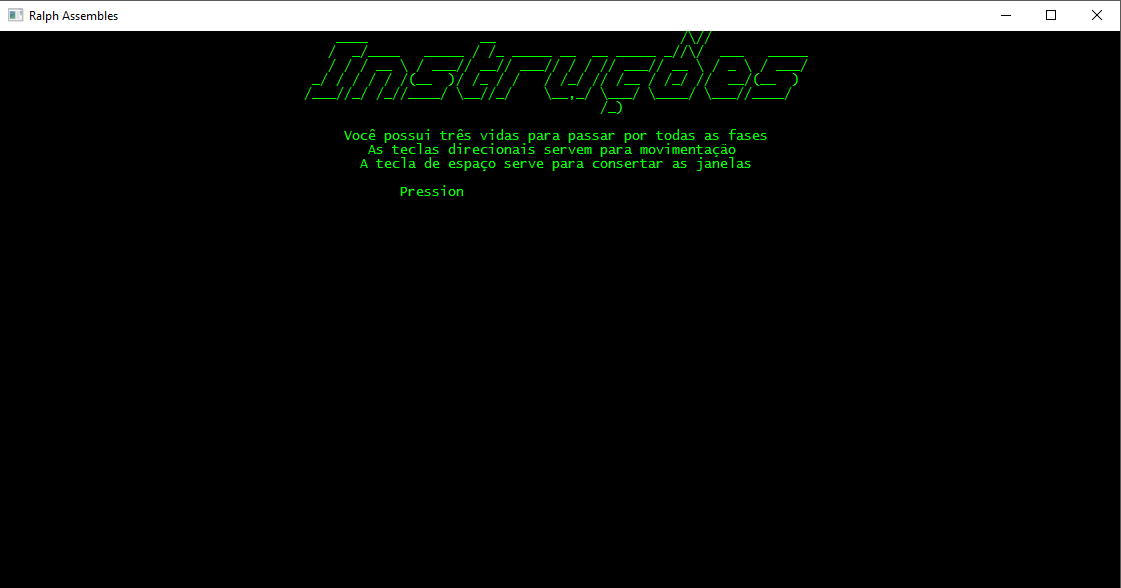 Ralph Assembles
Instruções
Você possui três vidas para passar por todas as fases
As teclas direcionais servem para movimentação
A tecla de espaço serve para consertar as janelas
Pression